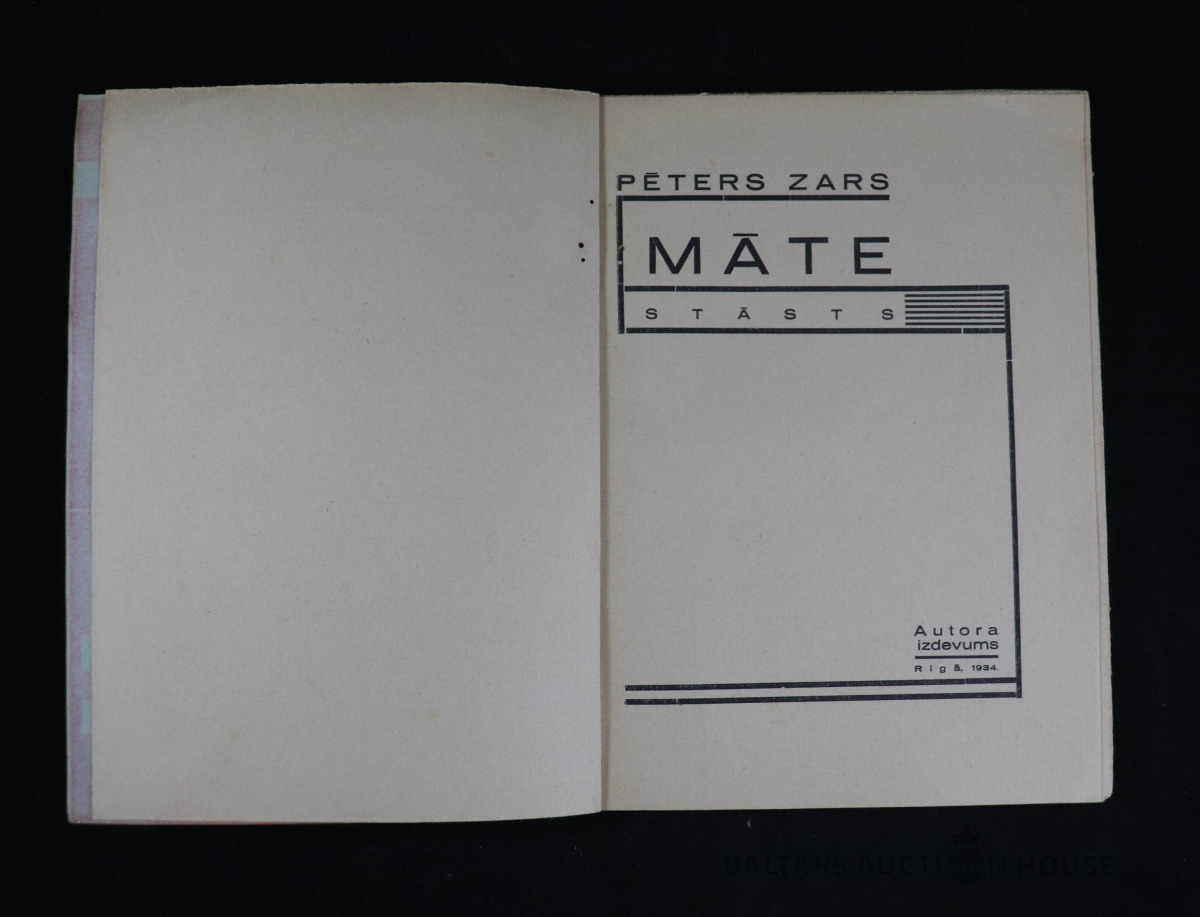 PĒTERS ZARS
MĀTE
STĀSTS
Autora
izdevums
Rīgā, 1934.
BALTARS AUCTION HOUSE